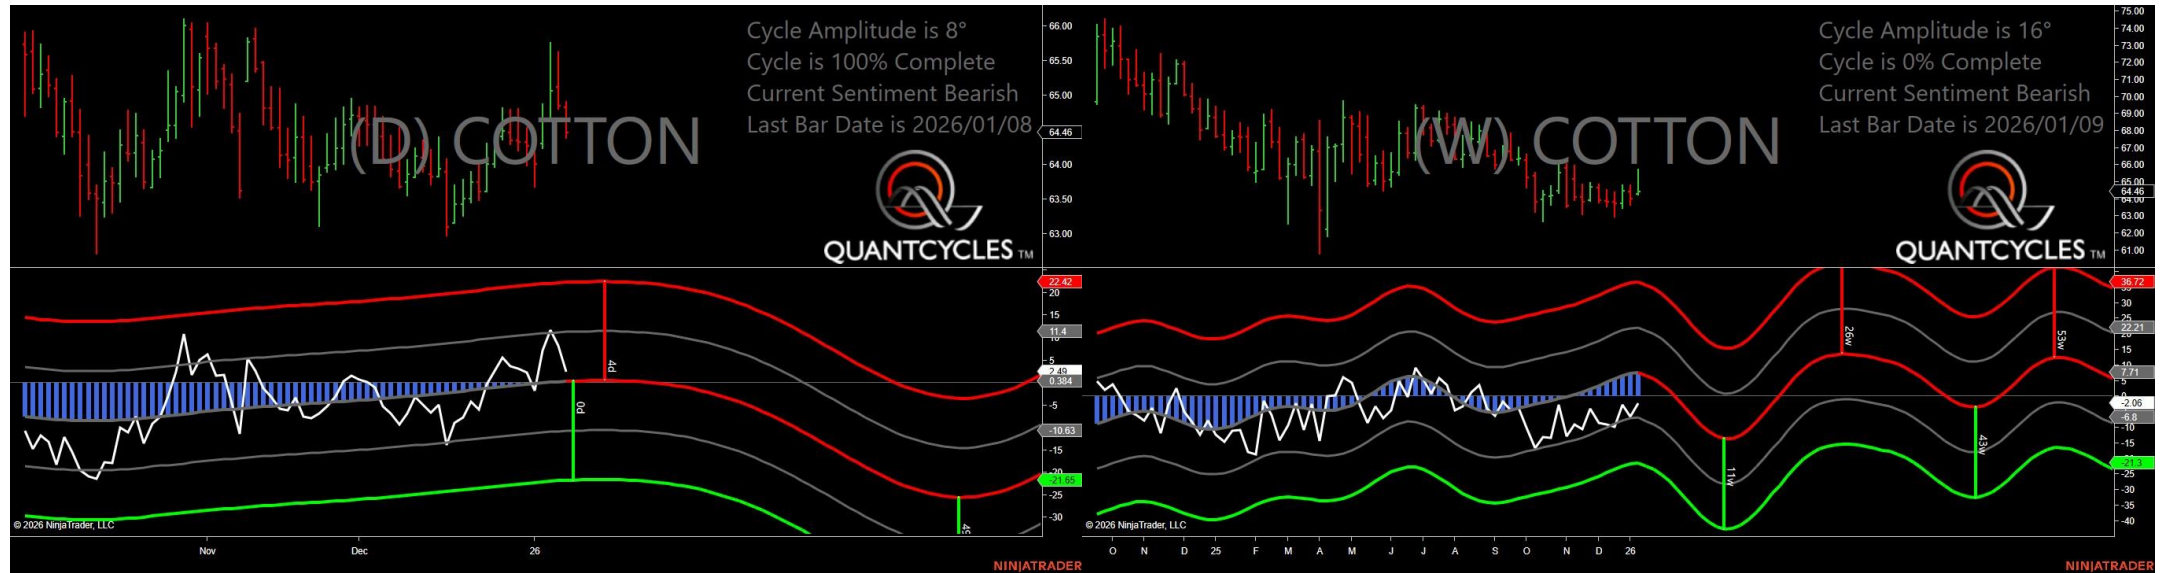 Cycle Amplitude is 8°
Cycle is 100% Complete
Current Sentiment Bearish
Last Bar Date is 2026/01/08
(D) COTTON
QUANTCYCLES TM
66.00
65.50
65.00
64.46
64.00
63.50
63.00
22.42
20
15
11.4
10
5
2.49
0.384
-5
-10.63
-15
-20
-21.65
-25
-30
4d
0d
© 2026 NinjaTrader, LLC
Nov
Dec
26
NINJATRADER
Cycle Amplitude is 16°
Cycle is 0% Complete
Current Sentiment Bearish
Last Bar Date is 2026/01/09
(W) COTTON
QUANTCYCLES TM
75.00
74.00
73.00
72.00
71.00
70.00
69.00
68.00
67.00
66.00
65.00
64.46
64.00
63.00
62.00
61.00
36.72
30
25
22.21
15
7.71
5
-2.06
-6.8
-10
-15
-21.3
-25
-30
-35
-40
11w
26w
43w
53w
© 2026 NinjaTrader, LLC
O N D 25 F M A M J J A S O N D 26
NINJATRADER